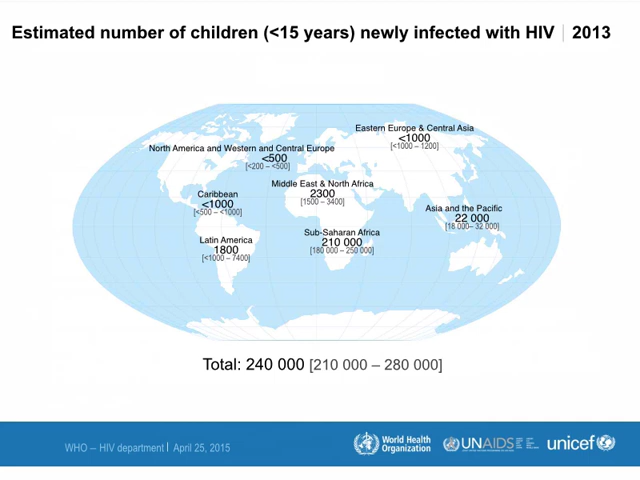 Estimated number of children (<15 years) newly infected with HIV | 2013
Eastern Europe & Central Asia
<1000
[<1000 – 1200]
North America and Western and Central Europe
<500
[<200 – <500]
Middle East & North Africa
2300
[1500 – 3400]
Caribbean
<1000
[<500 – <1000]
Asia and the Pacific
22 000
[18 000– 32 000]
Sub-Saharan Africa
210 000
[180 000 – 250 000]
Latin America
1800
[<1000 – 7400]
Total: 240 000 [210 000 – 280 000]
WHO – HIV department | April 25, 2015
World Health
Organization
UNAIDS
unicef